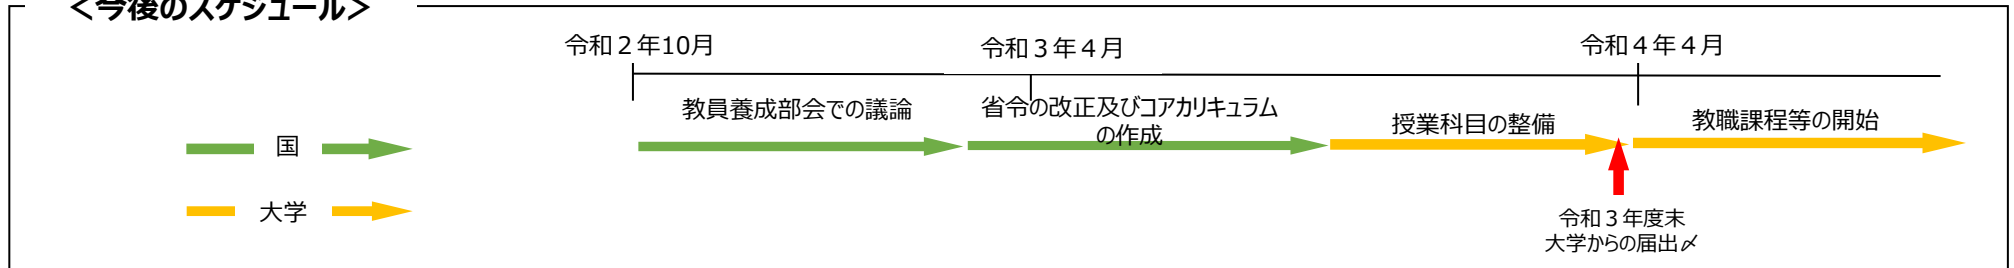 ＜今後のスケジュール＞
令和２年10月
令和３年４月
令和４年４月
教員養成部会での議論
省令の改正及びコアカリキュラム
の作成
授業科目の整備
教職課程等の開始
国
大学
令和３年度末
大学からの届出〆